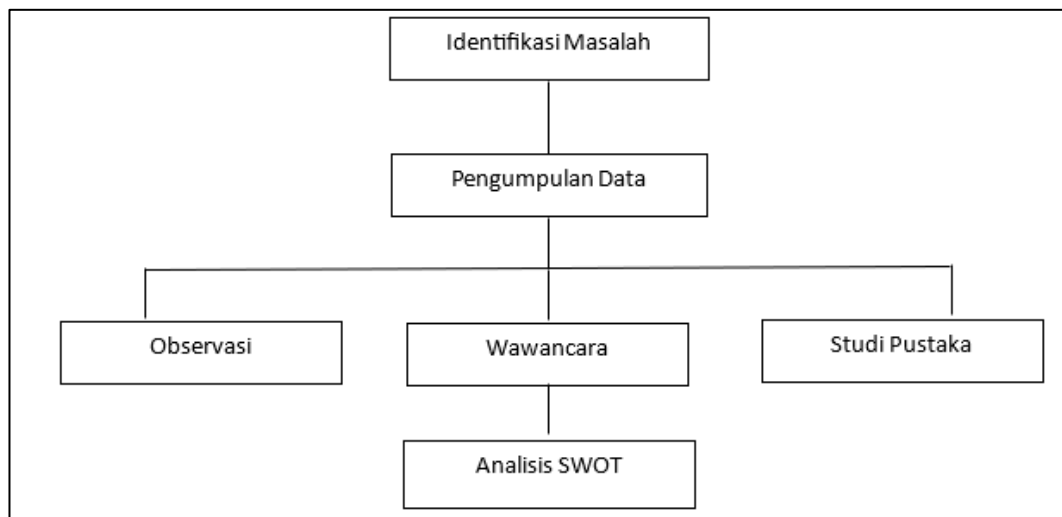 Identifikasi Masalah
Pengumpulan Data
Observasi
Wawancara
Studi Pustaka
Analisis SWOT